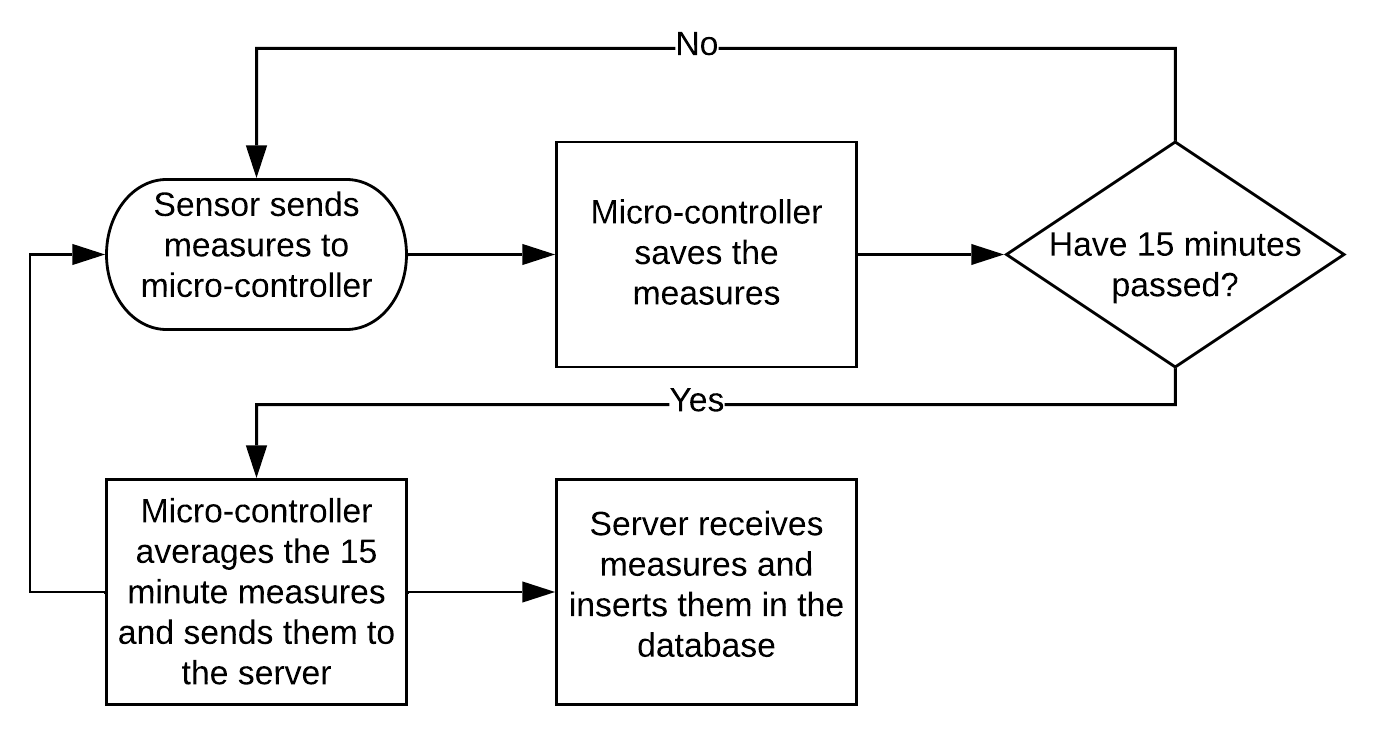 No
Sensor sends
measures to
micro-controller
Micro-controller
saves the
measures
Have 15 minutes
passed?
Yes
Micro-controller
averages the 15
minute measures
and sends them to
the server
Server receives
measures and
inserts them in the
database